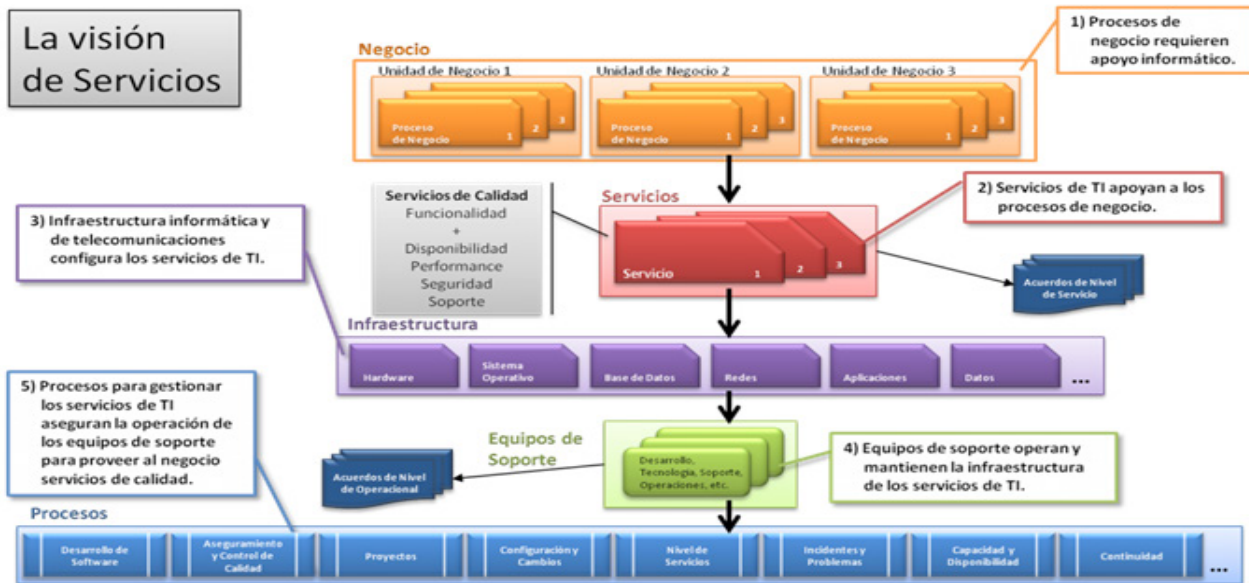 La visión
de Servicios
Negocio
1) Procesos de
negocio requieren
apoyo informático.
Unidad de Negocio 1
Unidad de Negocio 2
Unidad de Negocio 3
Proceso
de Negocio
1
2
3
Proceso
de Negocio
1
2
3
Proceso
de Negocio
1
2
3
Servicios de Calidad
Funcionalidad
+
Disponibilidad
Performance
Seguridad
Soporte
Servicios
Servicio
1
2
3
2) Servicios de TI apoyan a los
procesos de negocio.
Acuerdos de Nivel
de Servicio
3) Infraestructura informática y
de telecomunicaciones
configura los servicios de TI.
Infraestructura
Hardware
Sistema
Operativo
Base de Datos
Redes
Aplicaciones
Datos
...
5) Procesos para gestionar
los servicios de TI
aseguran la operación de
los equipos de soporte
para proveer al negocio
servicios de calidad.
Equipos de
Soporte
Desarrollo,
Tecnología, Soporte,
Operaciones, etc.
4) Equipos de soporte operan y
mantienen la infraestructura
de los servicios de TI.
Acuerdos de Nivel
de Operacional
Procesos
Desarrollo de
Software
Aseguramiento
y Control de
Calidad
Proyectos
Configuración y
Cambios
Nivel de
Servicios
Incidentes y
Problemas
Capacidad y
Disponibilidad
Continuidad
...